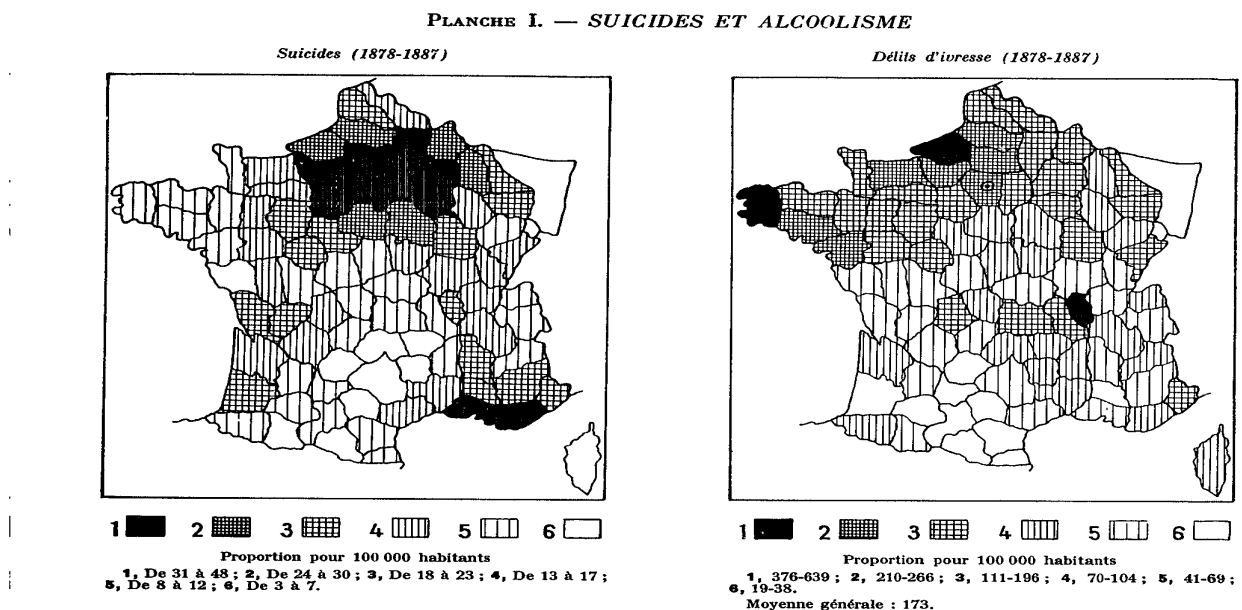 PLANCHE I. — SUICIDES ET ALCOOLISME
Suicides (1878-1887)
1 2 3 4 5 6
Proportion pour 100 000 habitants
1, De 31 à 48 ; 2, De 24 à 30 ; 3, De 18 à 23 ; 4, De 13 à 17 ;
5, De 8 à 12 ; 6, De 3 à 7.
Délits d'ivresse (1878-1887)
1 2 3 4 5 6
Proportion pour 100 000 habitants
1, 376-639 ; 2, 210-266 ; 3, 111-196 ; 4, 70-104 ; 5, 41-69 ;
6, 19-38.
Moyenne générale : 173.